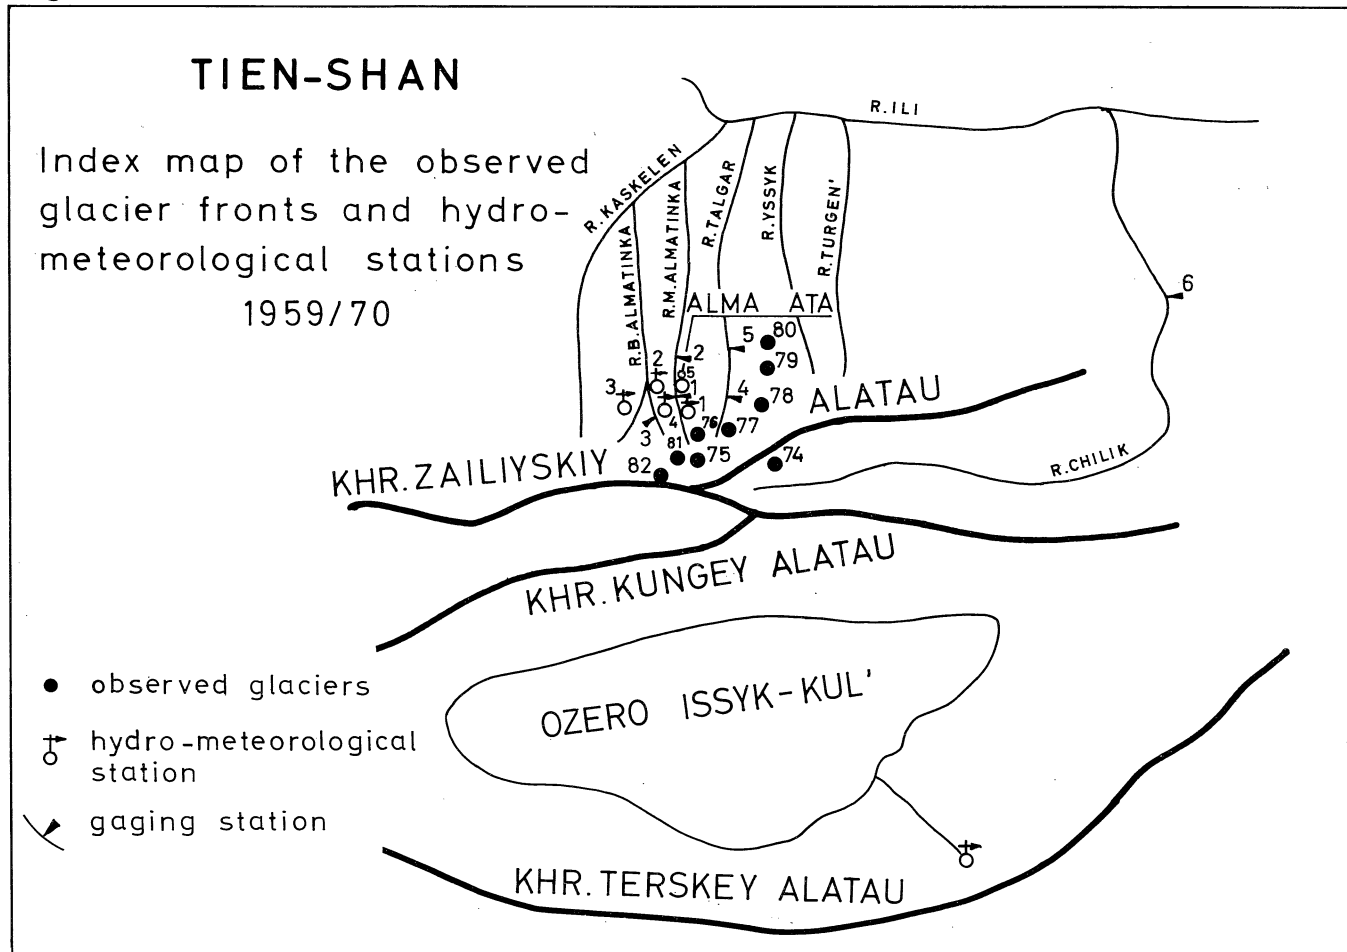 TIEN-SHAN
Index map of the observed
glacier fronts and hydro-
meteorological stations
1959/70
R.ILI
R.KASKELEN
R.B.ALMATINKA
R.M.ALMATINKA
R.TALGAR
R.YSSYK
R.TURGEN'
ALMA ATA
6
80
5
79
2
2
5
3
1
4
78
1
4
76
77
3
81
75
74
82
KHR.ZAILIYSKIY ALATAU
R.CHILIK
KHR.KUNGEY ALATAU
OZERO ISSYK-KUL'
KHR.TERSKEY ALATAU
observed glaciers
hydro-meteorological
station
gaging station